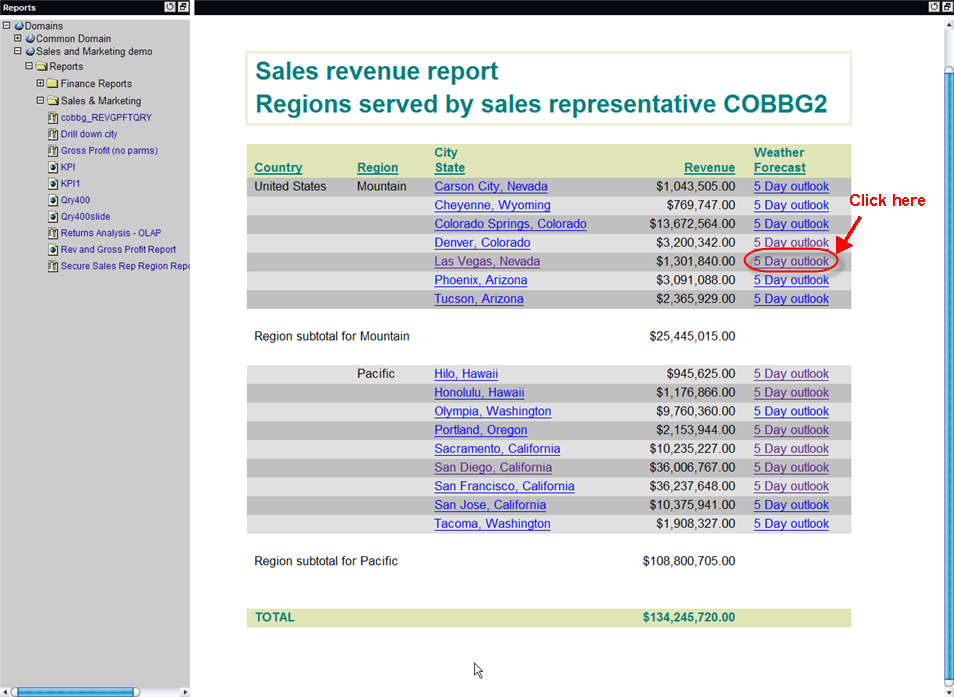 Reports
Domains
Common Domain
Sales and Marketing demo
Reports
Finance Reports
Sales & Marketing
cobbg_REVGPFTQRY
Drill down city
Gross Profit (no parms)
KPI
KPI1
Qry400
Qry400slide
Returns Analysis - OLAP
Rev and Gross Profit Report
Secure Sales Rep Region Repo
Sales revenue report
Regions served by sales representative COBBG2
City Weather
Country Region State Revenue Forecast
United States Mountain Carson City, Nevada $1,043,505.00 5 Day outlook
Cheyenne, Wyoming $769,747.00 5 Day outlook
Colorado Springs, Colorado $13,672,564.00 5 Day outlook
Denver, Colorado $3,200,342.00 5 Day outlook
Las Vegas, Nevada $1,301,840.00 5 Day outlook
Phoenix, Arizona $3,091,088.00 5 Day outlook
Tucson, Arizona $2,365,929.00 5 Day outlook
Click here
Region subtotal for Mountain $25,445,015.00
Pacific Hilo, Hawaii $945,625.00 5 Day outlook
Honolulu, Hawaii $1,176,866.00 5 Day outlook
Olympia, Washington $9,760,360.00 5 Day outlook
Portland, Oregon $2,153,944.00 5 Day outlook
Sacramento, California $10,235,227.00 5 Day outlook
San Diego, California $36,006,767.00 5 Day outlook
San Francisco, California $36,237,648.00 5 Day outlook
San Jose, California $10,375,941.00 5 Day outlook
Tacoma, Washington $1,908,327.00 5 Day outlook
Region subtotal for Pacific $108,800,705.00
TOTAL $134,245,720.00